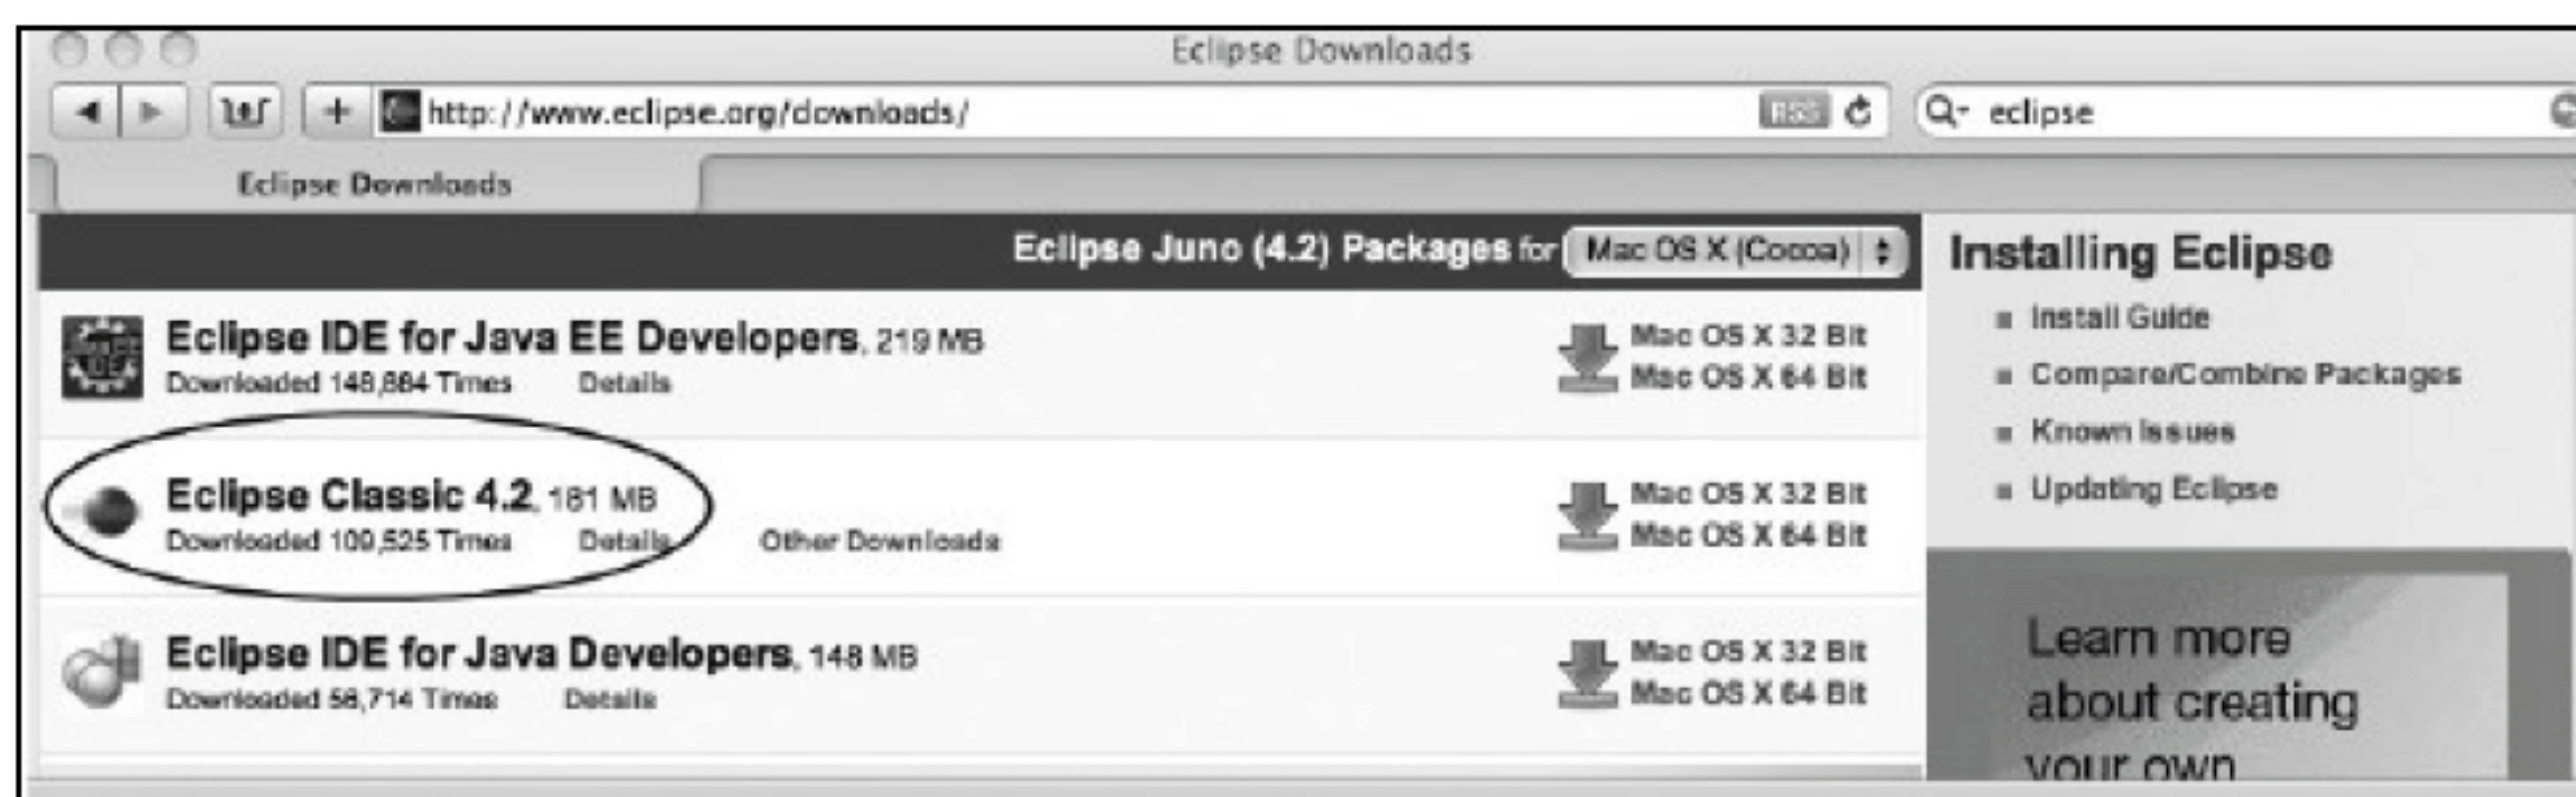 Eclipse Downloads
http://www.eclipse.org/downloads/
RSS
eclipse
Eclipse Downloads
Eclipse Juno (4.2) Packages for Mac OS X (Cocoa)
Eclipse IDE for Java EE Developers, 219 MB
Downloaded 148,884 Times Details
Mac OS X 32 Bit
Mac OS X 64 Bit
Eclipse Classic 4.2, 181 MB
Downloaded 109,525 Times Details Other Downloads
Mac OS X 32 Bit
Mac OS X 64 Bit
Eclipse IDE for Java Developers, 148 MB
Downloaded 58,714 Times Details
Mac OS X 32 Bit
Mac OS X 64 Bit
Installing Eclipse
Install Guide
Compare/Combine Packages
Known Issues
Updating Eclipse
Learn more
about creating
your own